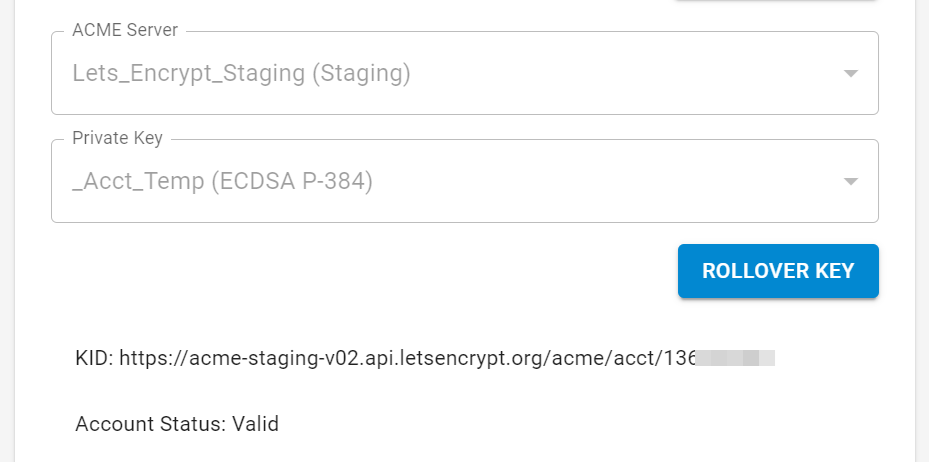 ACME Server
Lets_Encrypt_Staging (Staging)
Private Key
_Acct_Temp (ECDSA P-384)
ROLLOVER KEY
KID: https://acme-staging-v02.api.letsencrypt.org/acme/acct/136
Account Status: Valid